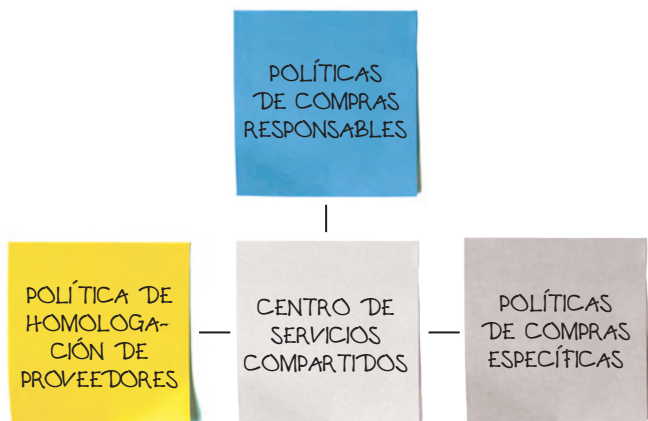 POLÍTICAS
DE COMPRAS
RESPONSABLES
POLÍTICA DE
HOMOLOGA-
CIÓN DE
PROVEEDORES
CENTRO DE
SERVICIOS
COMPARTIDOS
POLÍTICAS
DE COMPRAS
ESPECÍFICAS